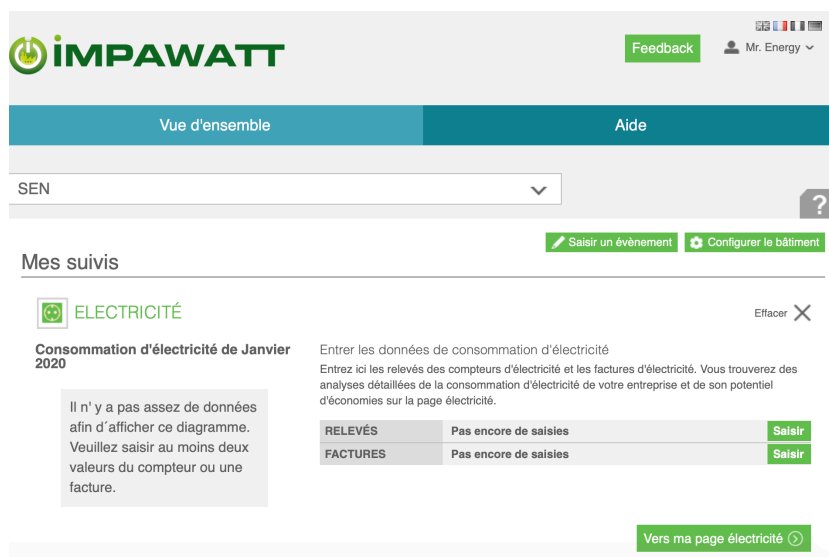 İMPAWATT
Feedback
Mr. Energy
Vue d'ensemble
Aide
SEN
?
Saisir un évènement
Configurer le bâtiment
Mes suivis
ELECTRICITÉ
Effacer
Consommation d'électricité de Janvier
2020
Il n' y a pas assez de données
afin d´afficher ce diagramme.
Veuillez saisir au moins deux
valeurs du compteur ou une
facture.
Entrer les données de consommation d'électricité
Entrez ici les relevés des compteurs d'électricité et les factures d'électricité. Vous trouverez des
analyses détaillées de la consommation d'électricité de votre entreprise et de son potentiel
d'économies sur la page électricité.
RELEVÉS Pas encore de saisies Saisir
FACTURES Pas encore de saisies Saisir
Vers ma page électricité